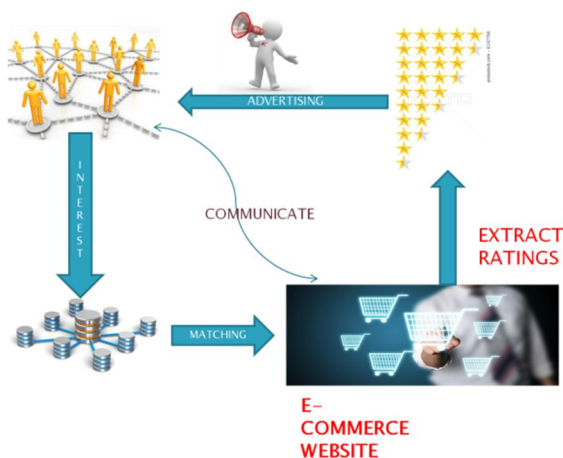 ADVERTISING
INTEREST
COMMUNICATE
EXTRACT
RATINGS
MATCHING
E-
COMMERCE
WEBSITE